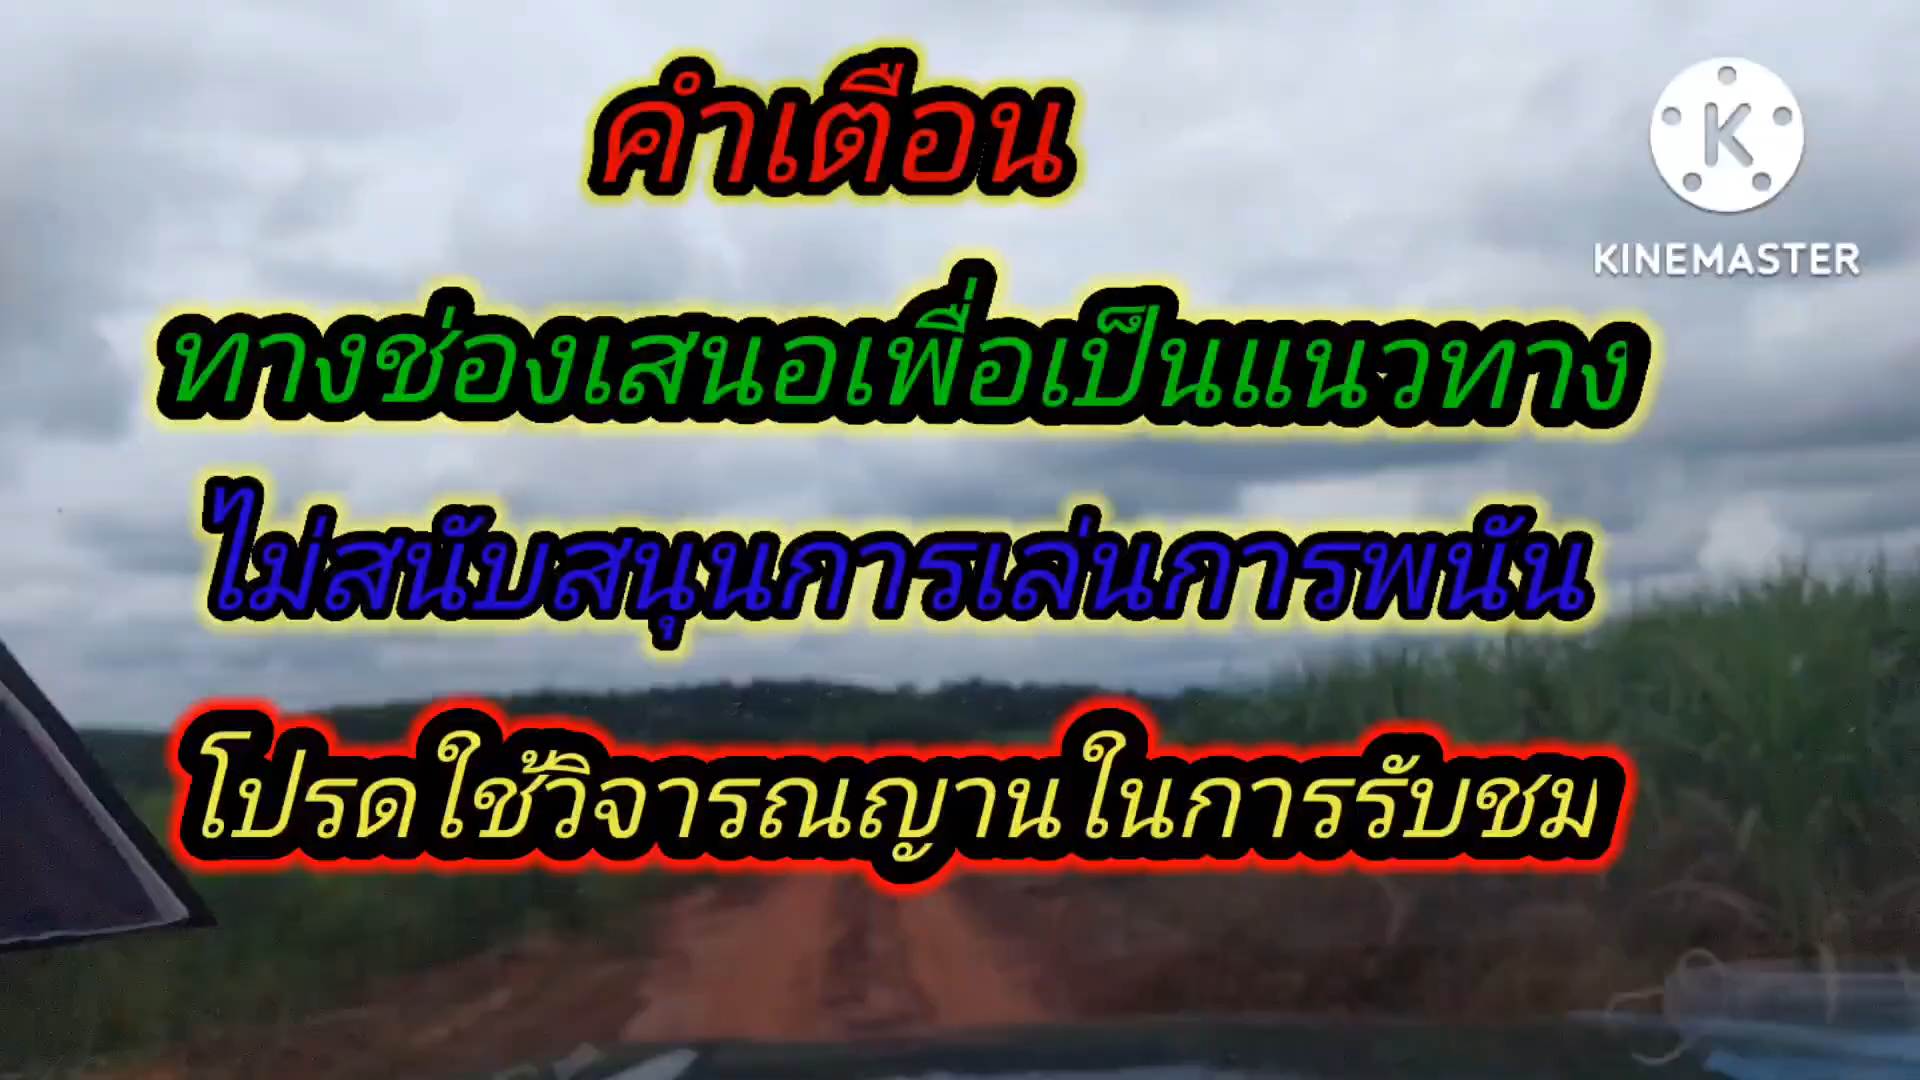 คำเตือน
KINEMASTER
ทางช่องเสนอเพื่อเป็นแนวทาง
ไม่สนับสนุนการเล่นการพนัน
โปรดใช้วิจารณญานในการรับชม